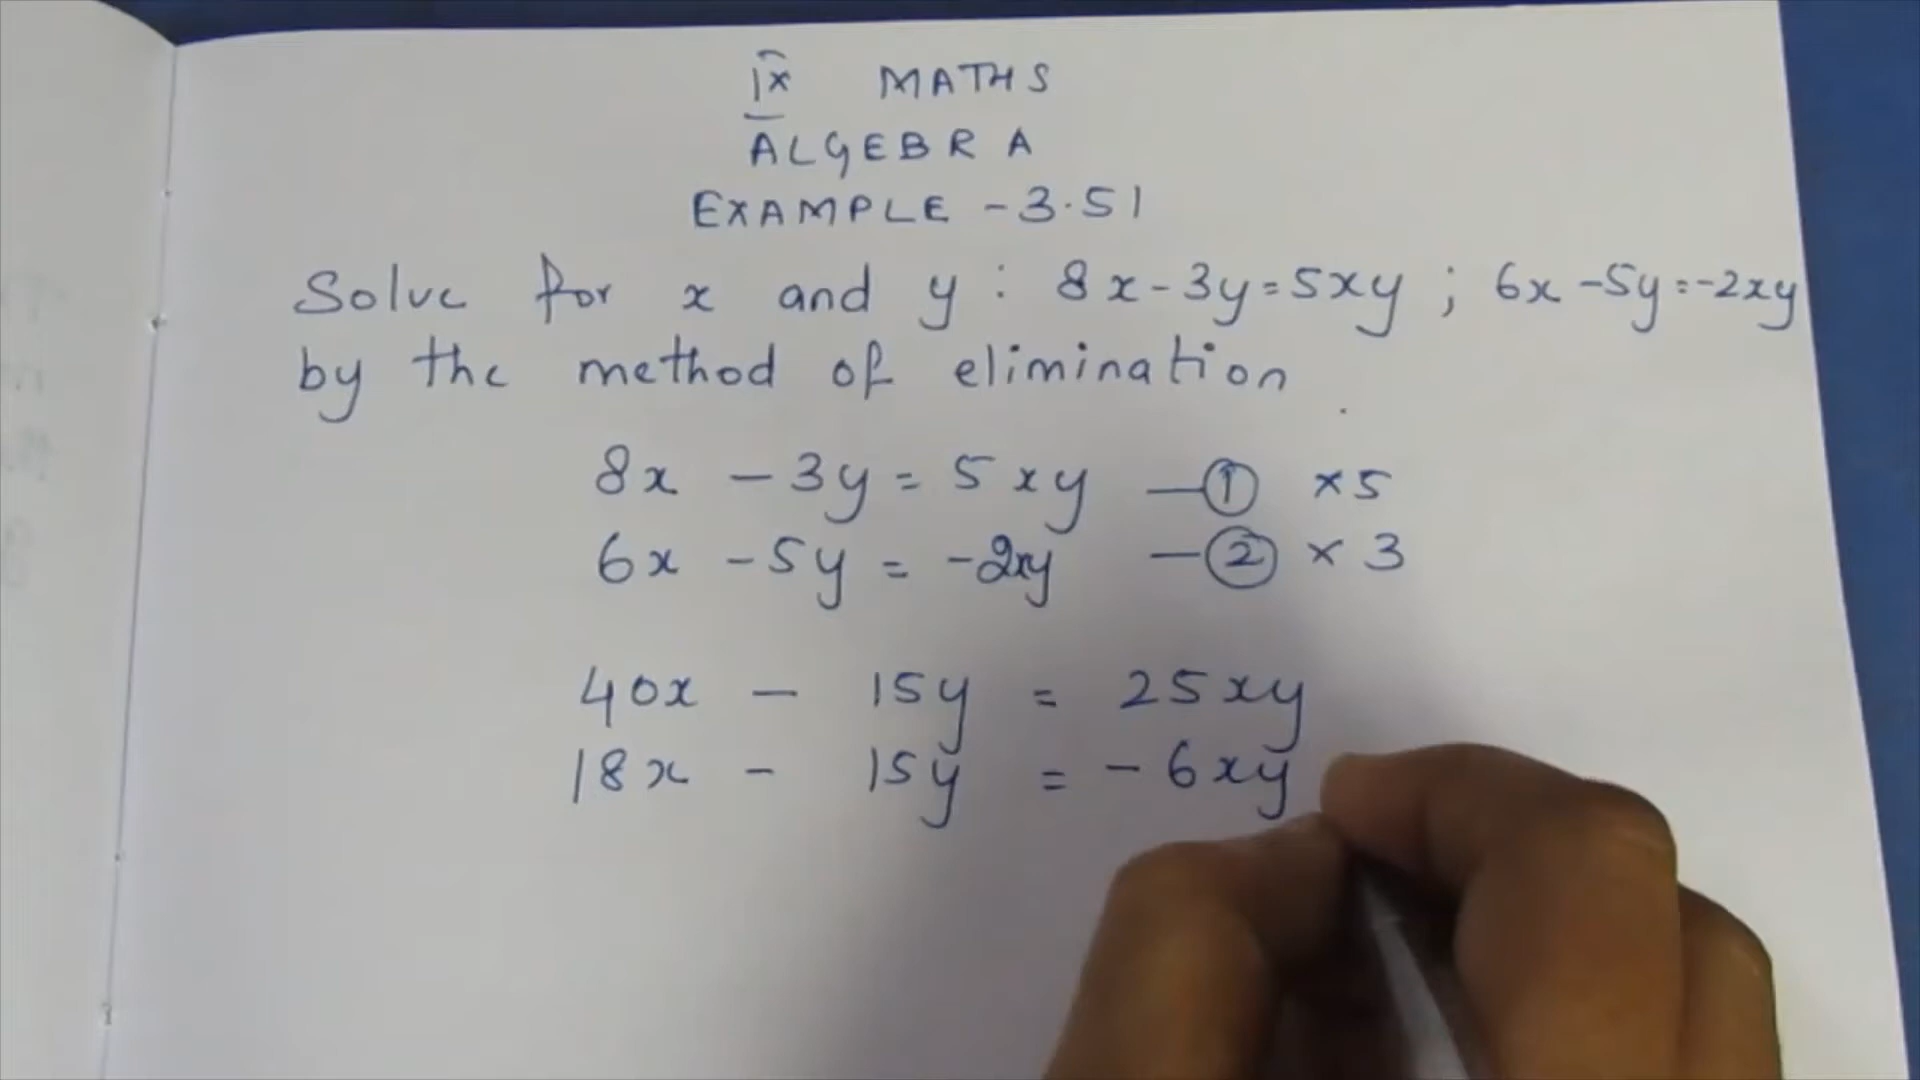 IX MATHS
ALGEBRA
EXAMPLE - 3.51
Solve for x and y : 8x - 3y = 5xy ; 6x - 5y = -2xy
by the method of elimination.
8x - 3y = 5xy — ① × 5
6x - 5y = -2xy — ② × 3
40x - 15y = 25xy
18x - 15y = - 6xy